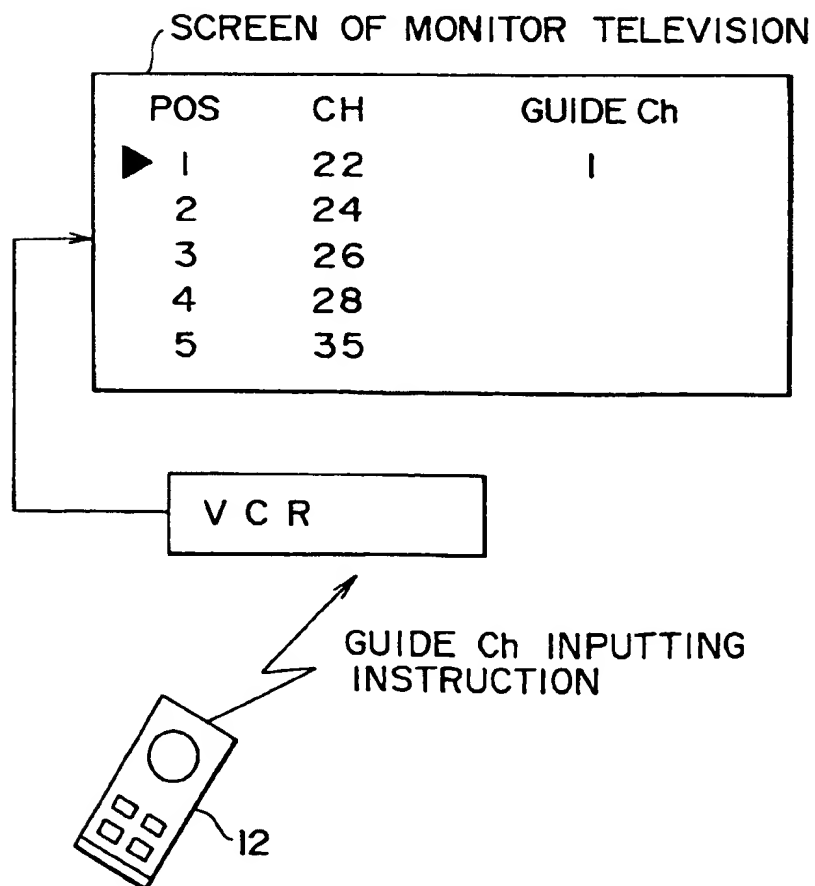 SCREEN OF MONITOR TELEVISION
POS CH GUIDE Ch
1 22 1
2 24
3 26
4 28
5 35
VCR
GUIDE Ch INPUTTING
INSTRUCTION
12